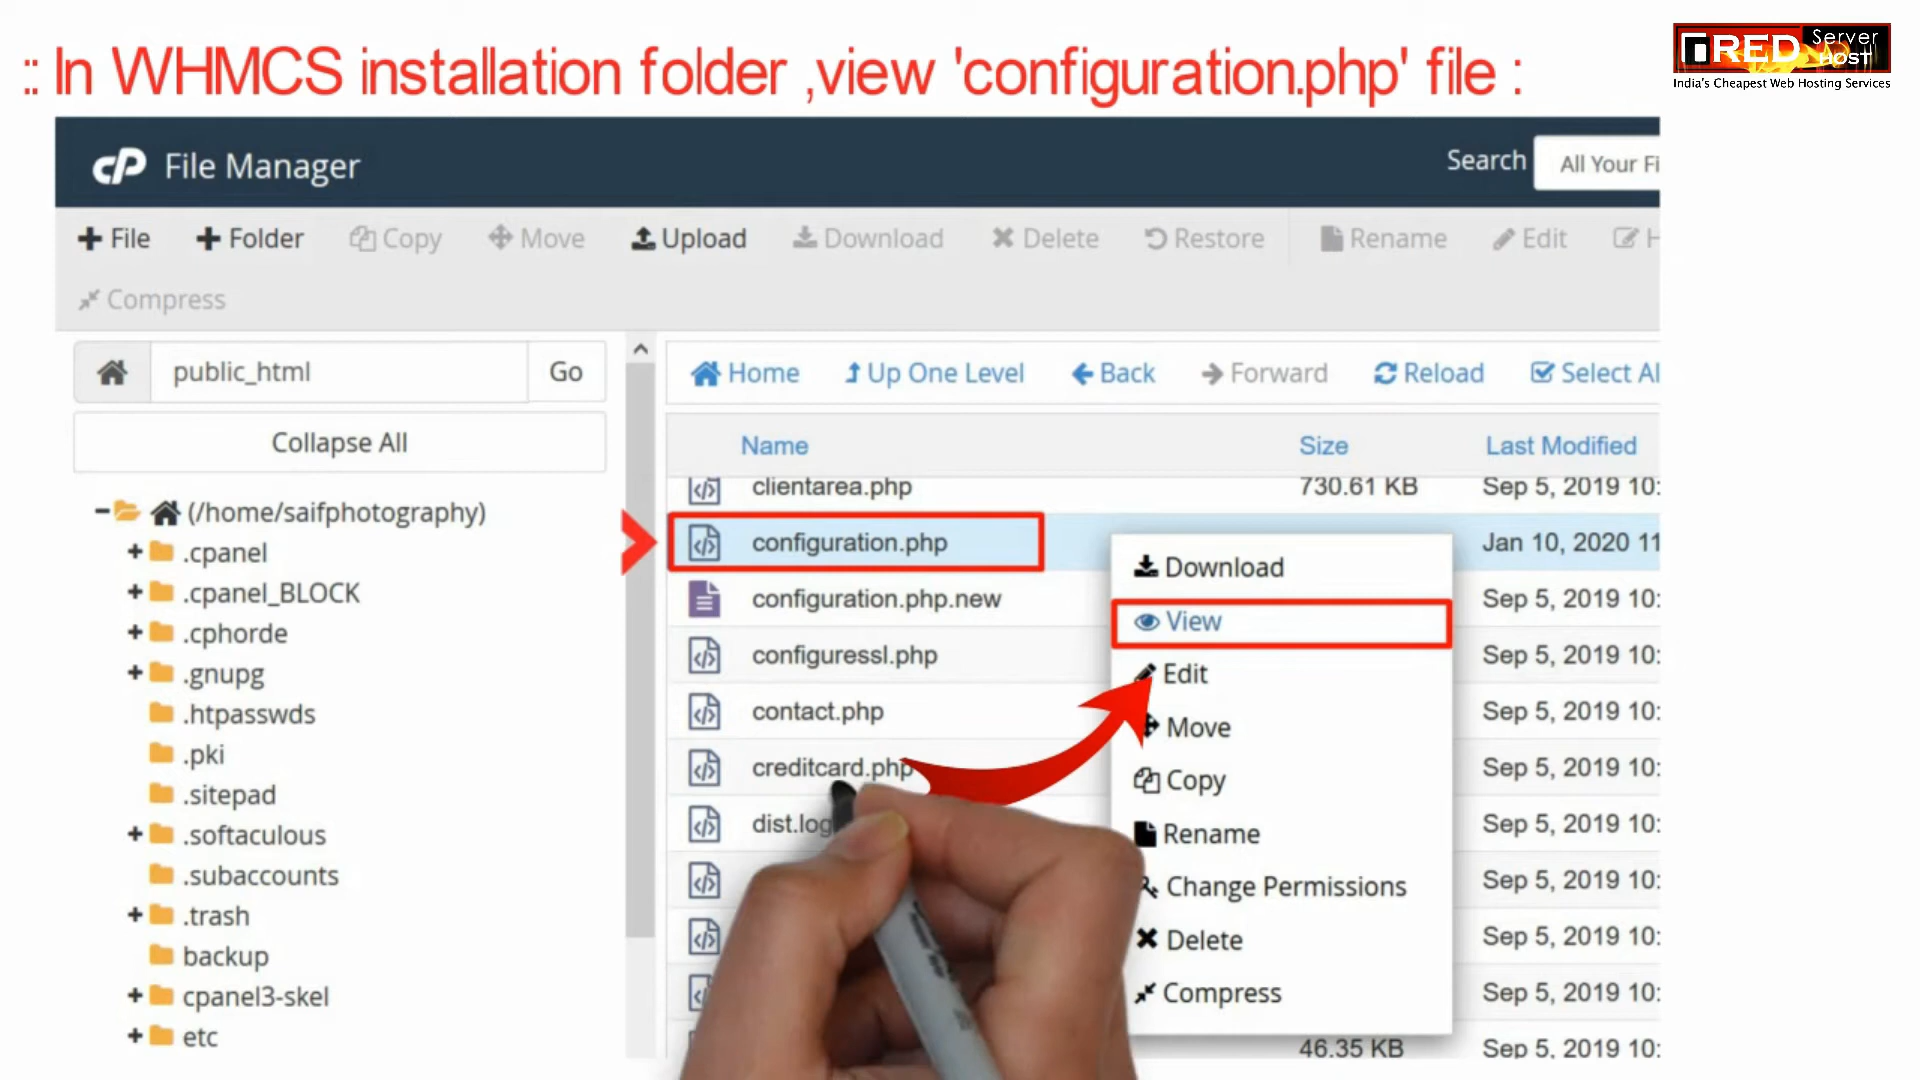 :: In WHMCS installation folder ,view 'configuration.php' file :
RED Server HOST
India's Cheapest Web Hosting Services
cP File Manager
Search All Your Fi
File Folder Copy Move Upload Download Delete Restore Rename Edit H
Compress
public_html Go
Home Up One Level Back Forward Reload Select Al
Collapse All
Name Size Last Modified
clientarea.php 730.61 KB Sep 5, 2019 10:
(/home/saifphotography)
configuration.php Jan 10, 2020 11
.cpanel
Download
.cpanel_BLOCK
configuration.php.new Sep 5, 2019 10:
View
.cphorde
configuressl.php Sep 5, 2019 10:
.gnupg
Edit
.htpasswds
contact.php Sep 5, 2019 10:
Move
.pki
creditcard.php Sep 5, 2019 10:
Copy
.sitepad
dist.log Sep 5, 2019 10:
.softaculous
Rename
.subaccounts
Change Permissions Sep 5, 2019 10:
.trash
Delete Sep 5, 2019 10:
backup
cpanel3-skel
Compress Sep 5, 2019 10:
etc
46.35 KB Sep 5, 2019 10: